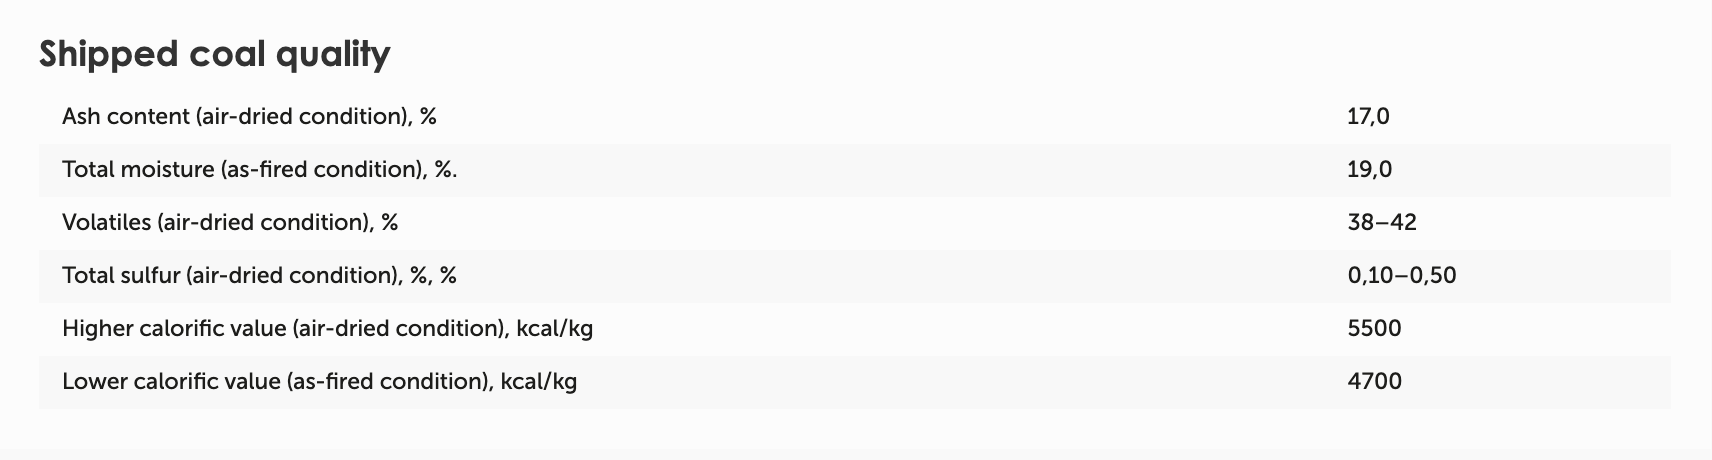 Shipped coal quality
Ash content (air-dried condition), % 17,0
Total moisture (as-fired condition), %. 19,0
Volatiles (air-dried condition), % 38–42
Total sulfur (air-dried condition), %, % 0,10–0,50
Higher calorific value (air-dried condition), kcal/kg 5500
Lower calorific value (as-fired condition), kcal/kg 4700